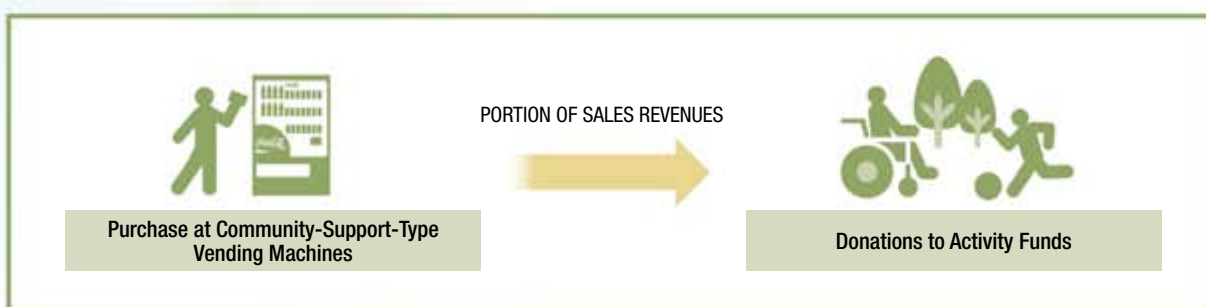 PORTION OF SALES REVENUES
Purchase at Community-Support-Type
Vending Machines
Donations to Activity Funds